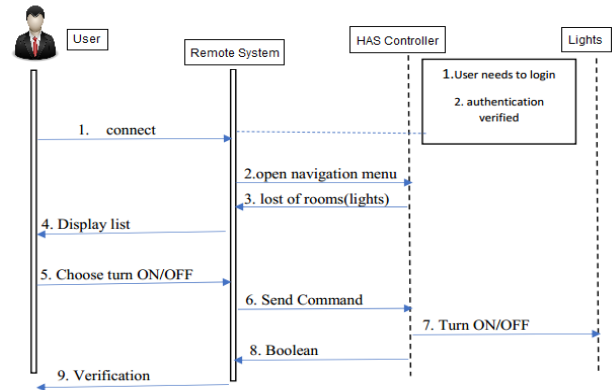 User
Remote System
HAS Controller
Lights
1.User needs to login
2. authentication
verified
1. connect
2.open navigation menu
3. lost of rooms(lights)
4. Display list
5. Choose turn ON/OFF
6. Send Command
7. Turn ON/OFF
8. Boolean
9. Verification